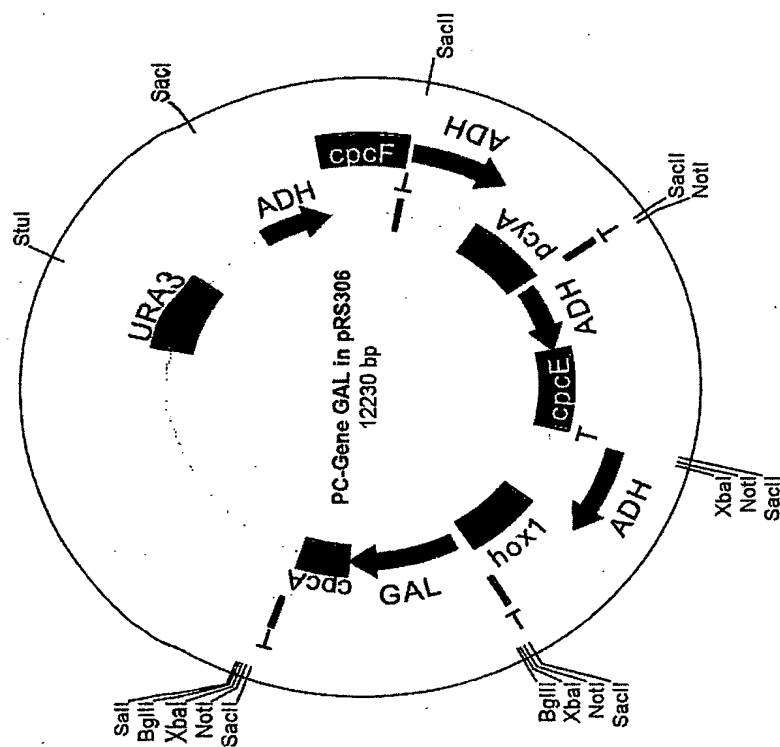 SacII
SacI
StuI
cpcF
ADH
T
ADH
SacII
NotI
pcyA
T
URA3
ADH
cpcE
T
PC-Gene GAL in pRS306
12230 bp
XbaI
NotI
SacII
ADH
hox1
T
GAL
cpcA
T
BglII
XbaI
NotI
SacII
SalI
BglII
XbaI
NotI
SacII